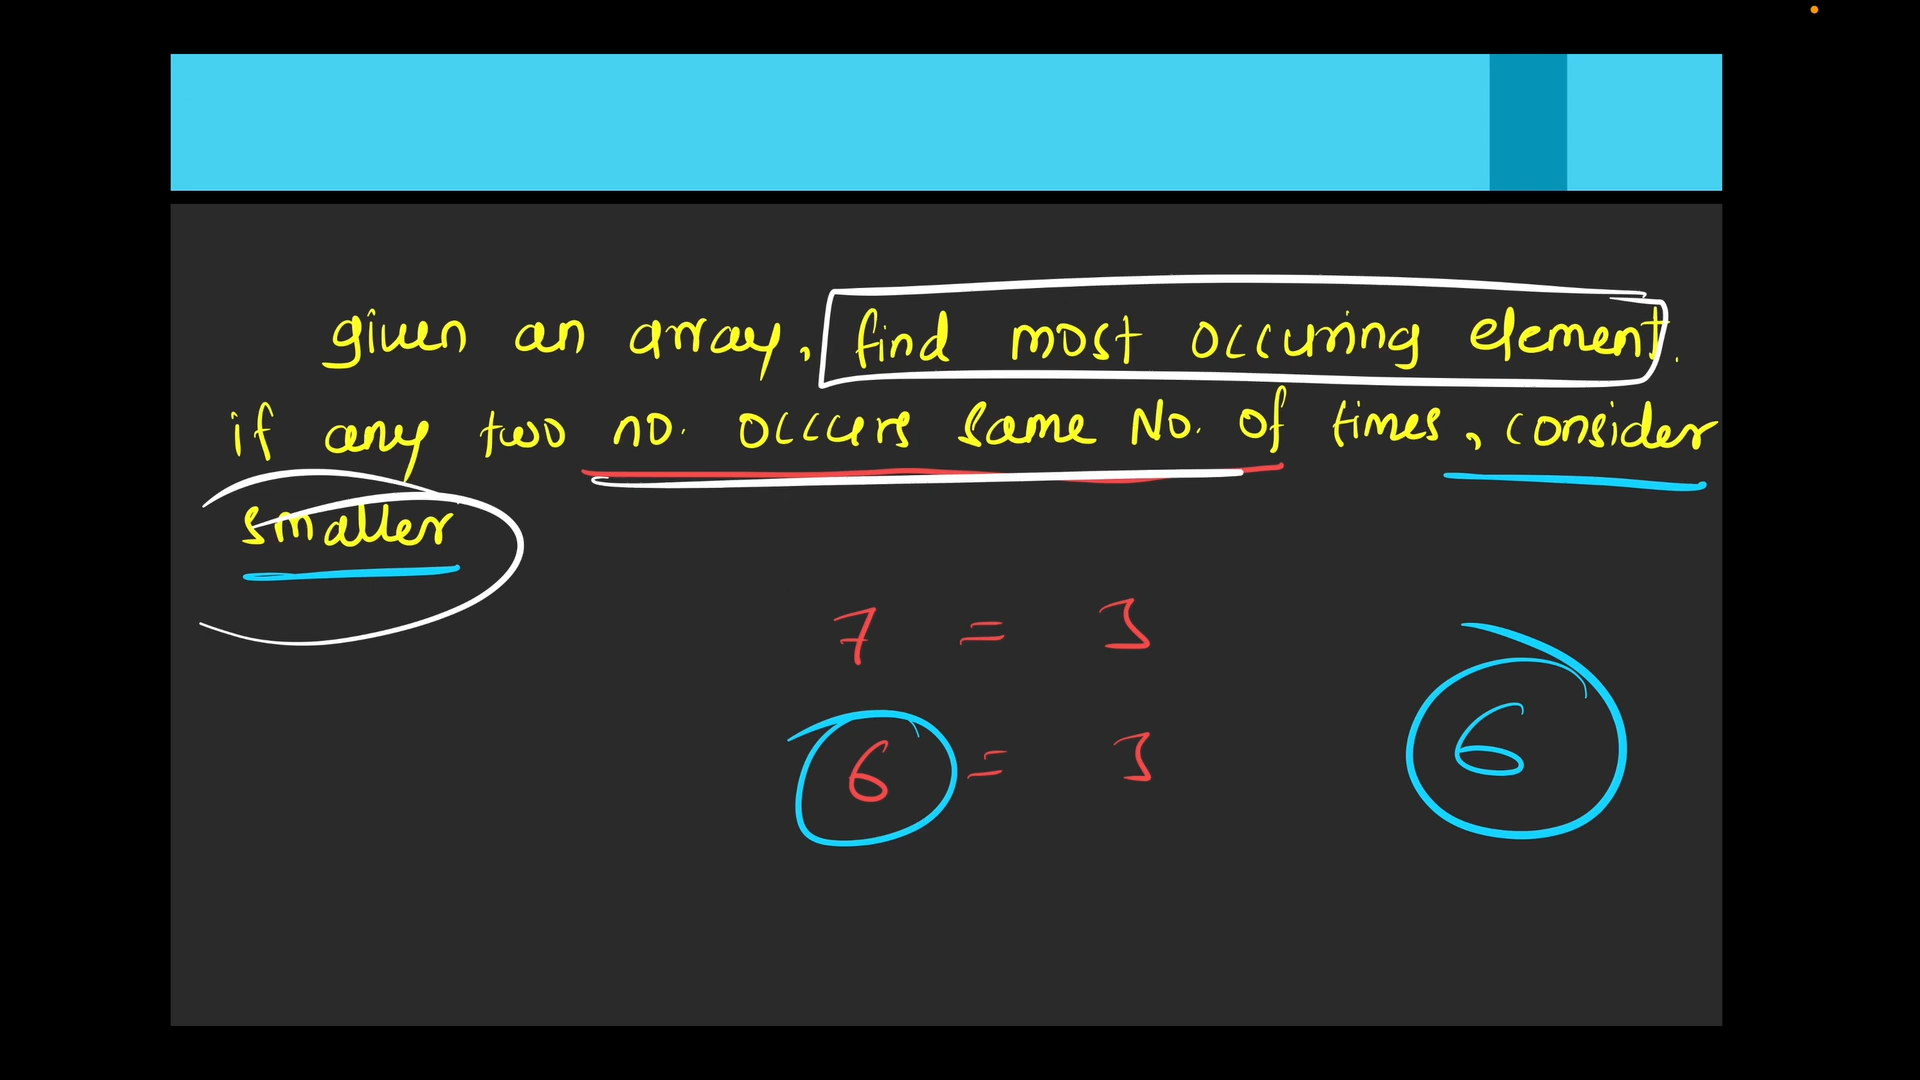 given an array, find most occuring element.
if any two no. occurs same No. of times, consider
smaller
7 = 3
6 = 3
6